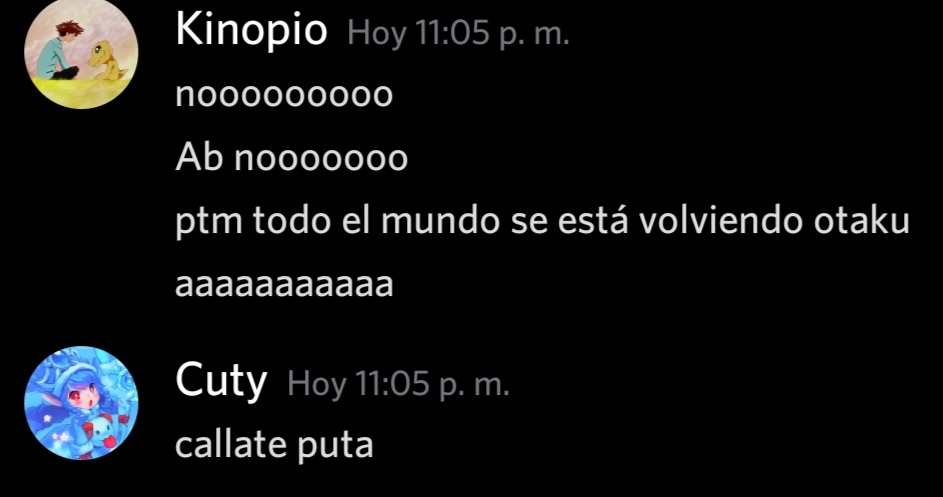 Kinopio Hoy 11:05 p. m.
nooooooooo
Ab nooooooo
ptm todo el mundo se está volviendo otaku
aaaaaaaaaaa
Cuty Hoy 11:05 p. m.
callate puta